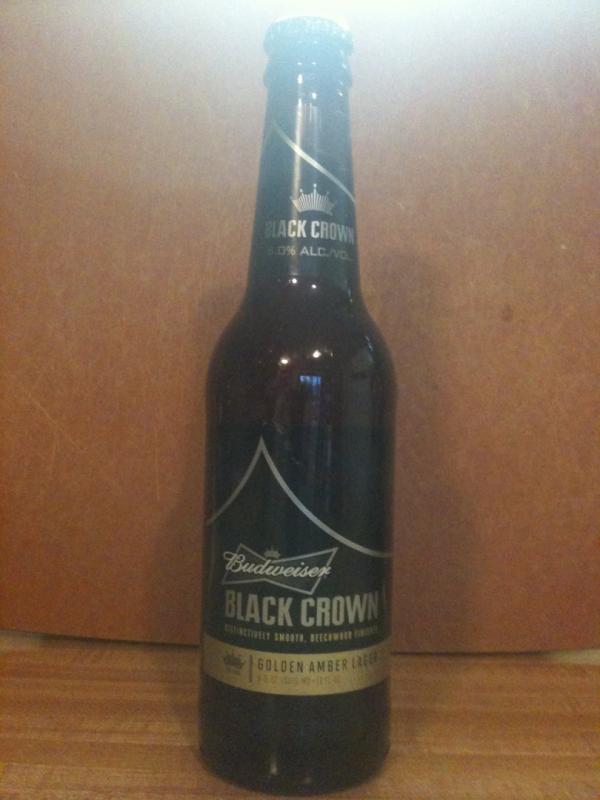 BLACK CROWN
6.0% ALC./VOL.
Budweiser
BLACK CROWN
DISTINCTIVELY SMOOTH, BEECHWOOD FINISHED
GOLDEN AMBER LAGER